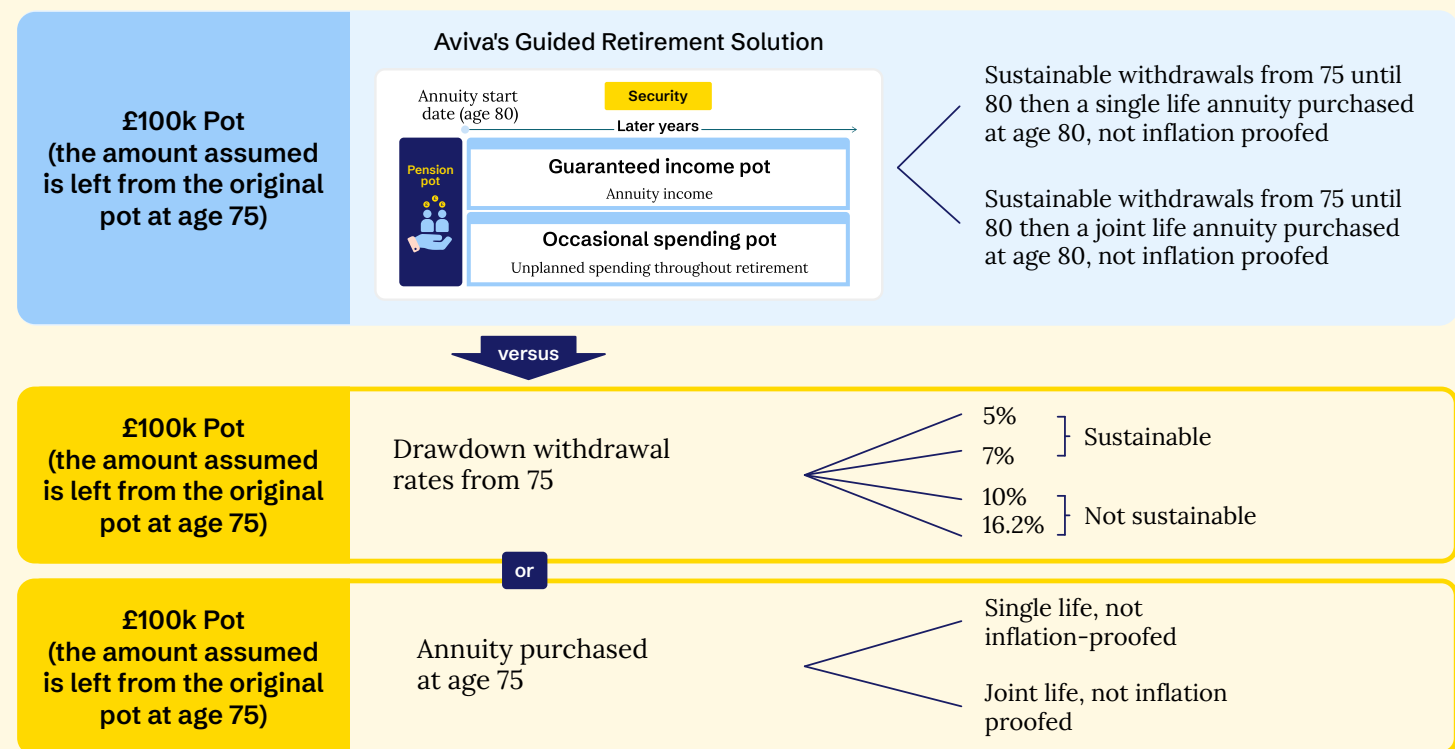 Aviva's Guided Retirement Solution
£100k Pot
(the amount assumed
is left from the original
pot at age 75)
Annuity start
date (age 80)
Security
Later years
Pension
pot
Guaranteed income pot
Annuity income
Occasional spending pot
Unplanned spending throughout retirement
Sustainable withdrawals from 75 until
80 then a single life annuity purchased
at age 80, not inflation proofed
Sustainable withdrawals from 75 until
80 then a joint life annuity purchased
at age 80, not inflation proofed
versus
£100k Pot
(the amount assumed
is left from the original
pot at age 75)
Drawdown withdrawal
rates from 75
5%
7%
Sustainable
10%
16.2%
Not sustainable
or
£100k Pot
(the amount assumed
is left from the original
pot at age 75)
Annuity purchased
at age 75
Single life, not
inflation-proofed
Joint life, not inflation
proofed